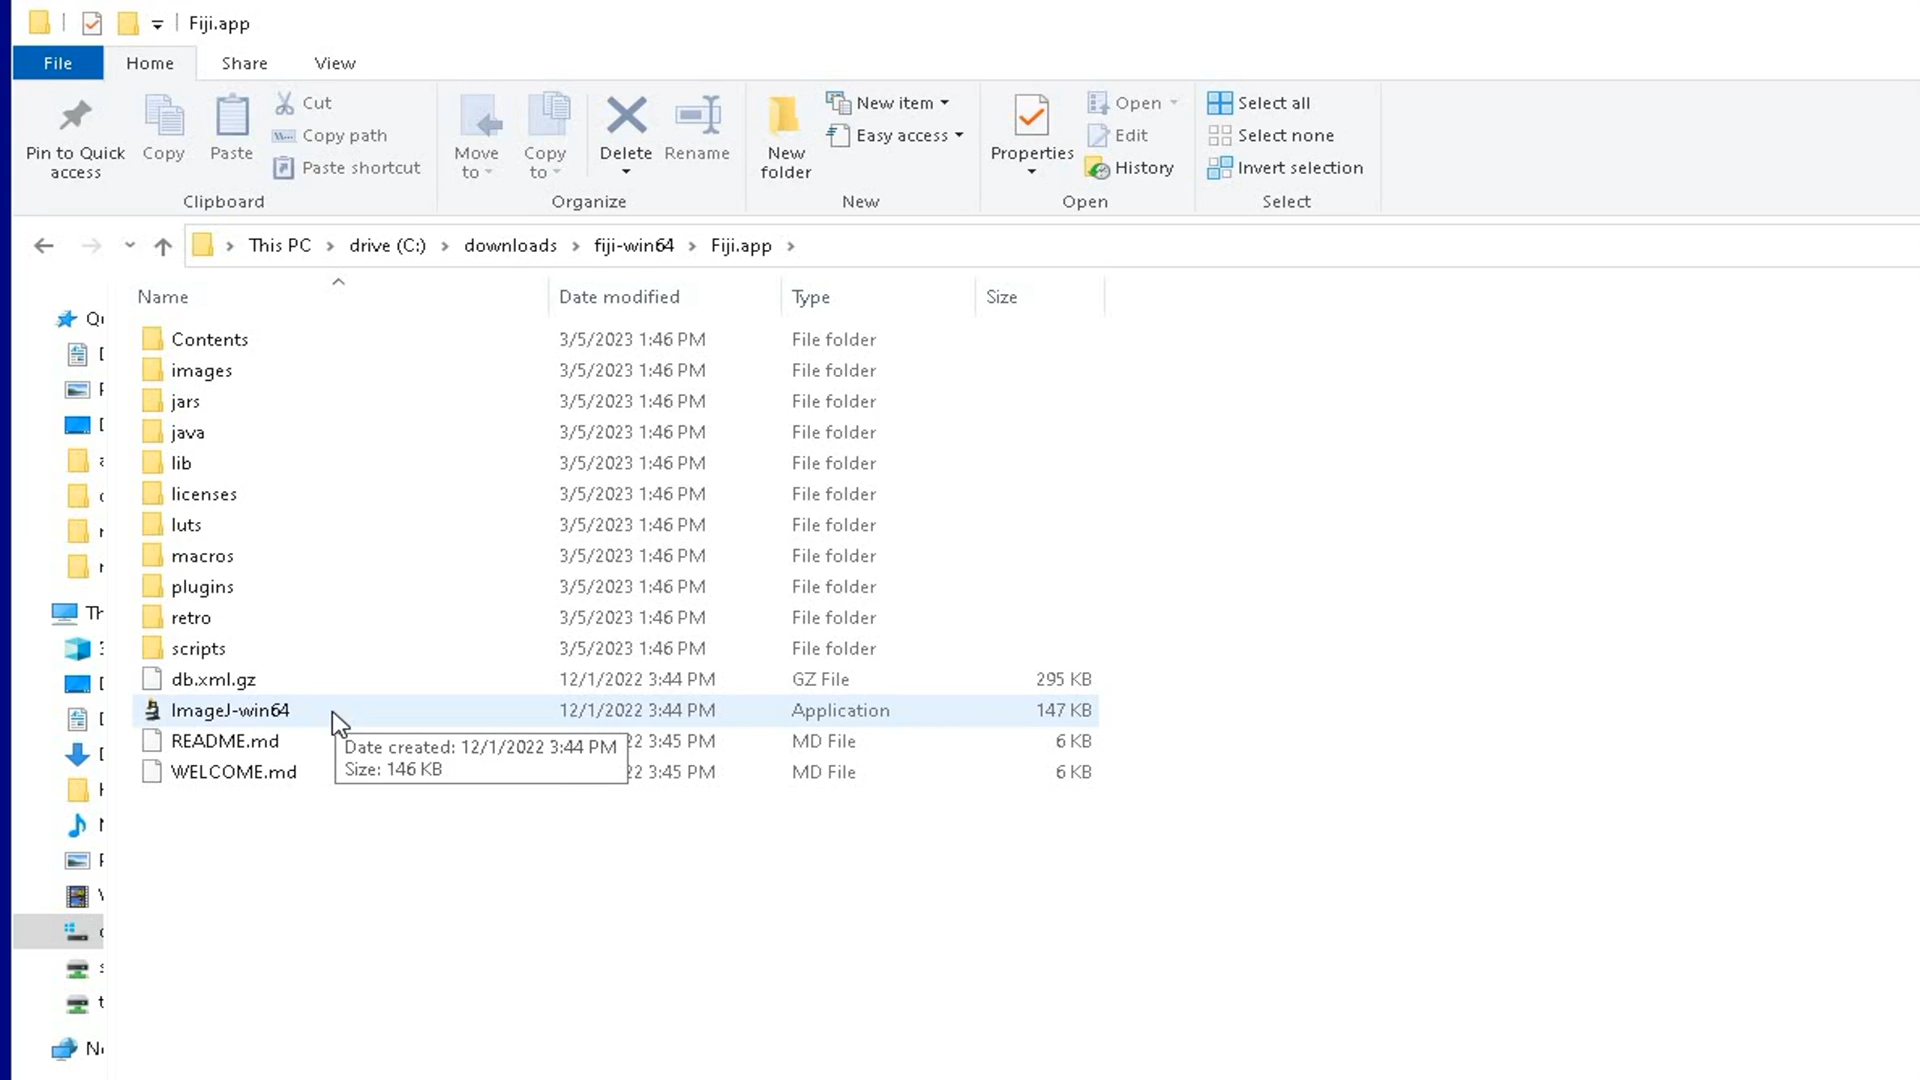 Fiji.app
File Home Share View
Pin to Quick access
Copy
Paste
Cut
Copy path
Paste shortcut
Clipboard
Move to
Copy to
Delete
Rename
Organize
New folder
New item
Easy access
New
Properties
Open
Edit
History
Open
Select all
Select none
Invert selection
Select
This PC > drive (C:) > downloads > fiji-win64 > Fiji.app >
Name Date modified Type Size
Contents 3/5/2023 1:46 PM File folder
images 3/5/2023 1:46 PM File folder
jars 3/5/2023 1:46 PM File folder
java 3/5/2023 1:46 PM File folder
lib 3/5/2023 1:46 PM File folder
licenses 3/5/2023 1:46 PM File folder
luts 3/5/2023 1:46 PM File folder
macros 3/5/2023 1:46 PM File folder
plugins 3/5/2023 1:46 PM File folder
retro 3/5/2023 1:46 PM File folder
scripts 3/5/2023 1:46 PM File folder
db.xml.gz 12/1/2022 3:44 PM GZ File 295 KB
ImageJ-win64 12/1/2022 3:44 PM Application 147 KB
README.md 22 3:45 PM MD File 6 KB
WELCOME.md 22 3:45 PM MD File 6 KB
Date created: 12/1/2022 3:44 PM
Size: 146 KB